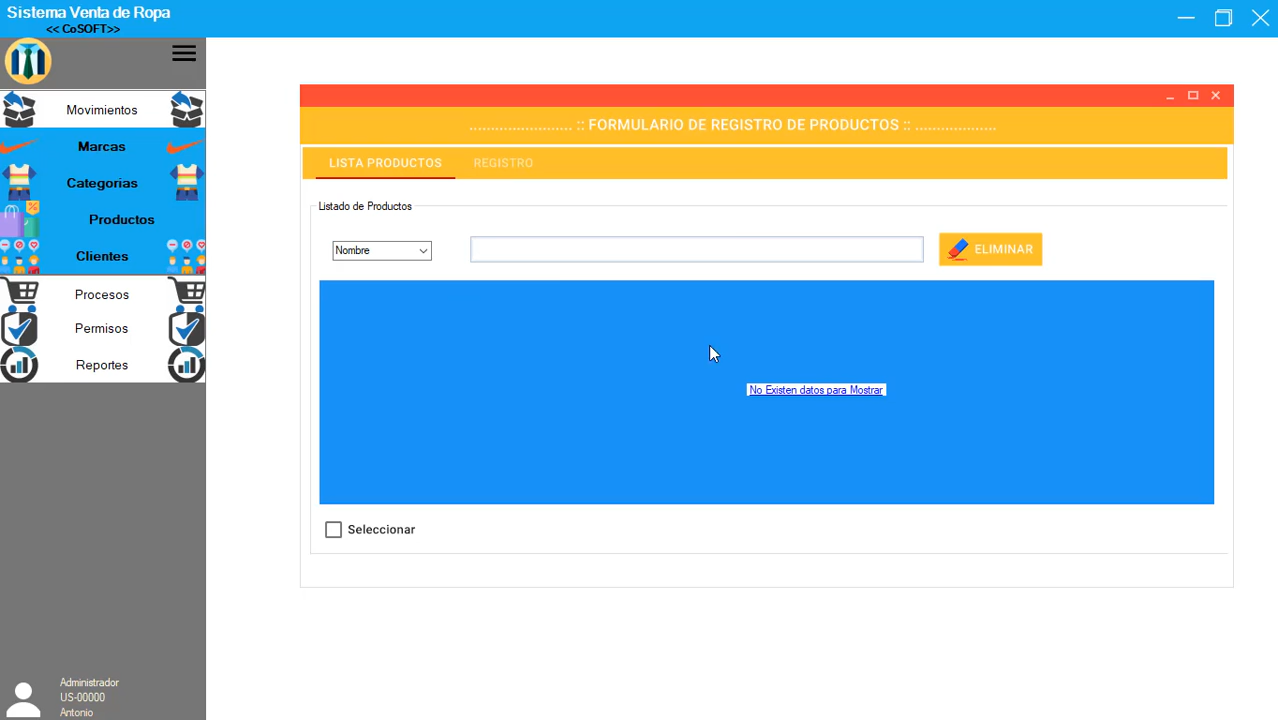 Sistema Venta de Ropa
<< CoSOFT>>
Movimientos
Marcas
Categorias
Productos
Clientes
Procesos
Permisos
Reportes
Administrador
US-00000
Antonio
....................... :: FORMULARIO DE REGISTRO DE PRODUCTOS :: ...................
LISTA PRODUCTOS REGISTRO
Listado de Productos
Nombre ELIMINAR
No Existen datos para Mostrar
Seleccionar